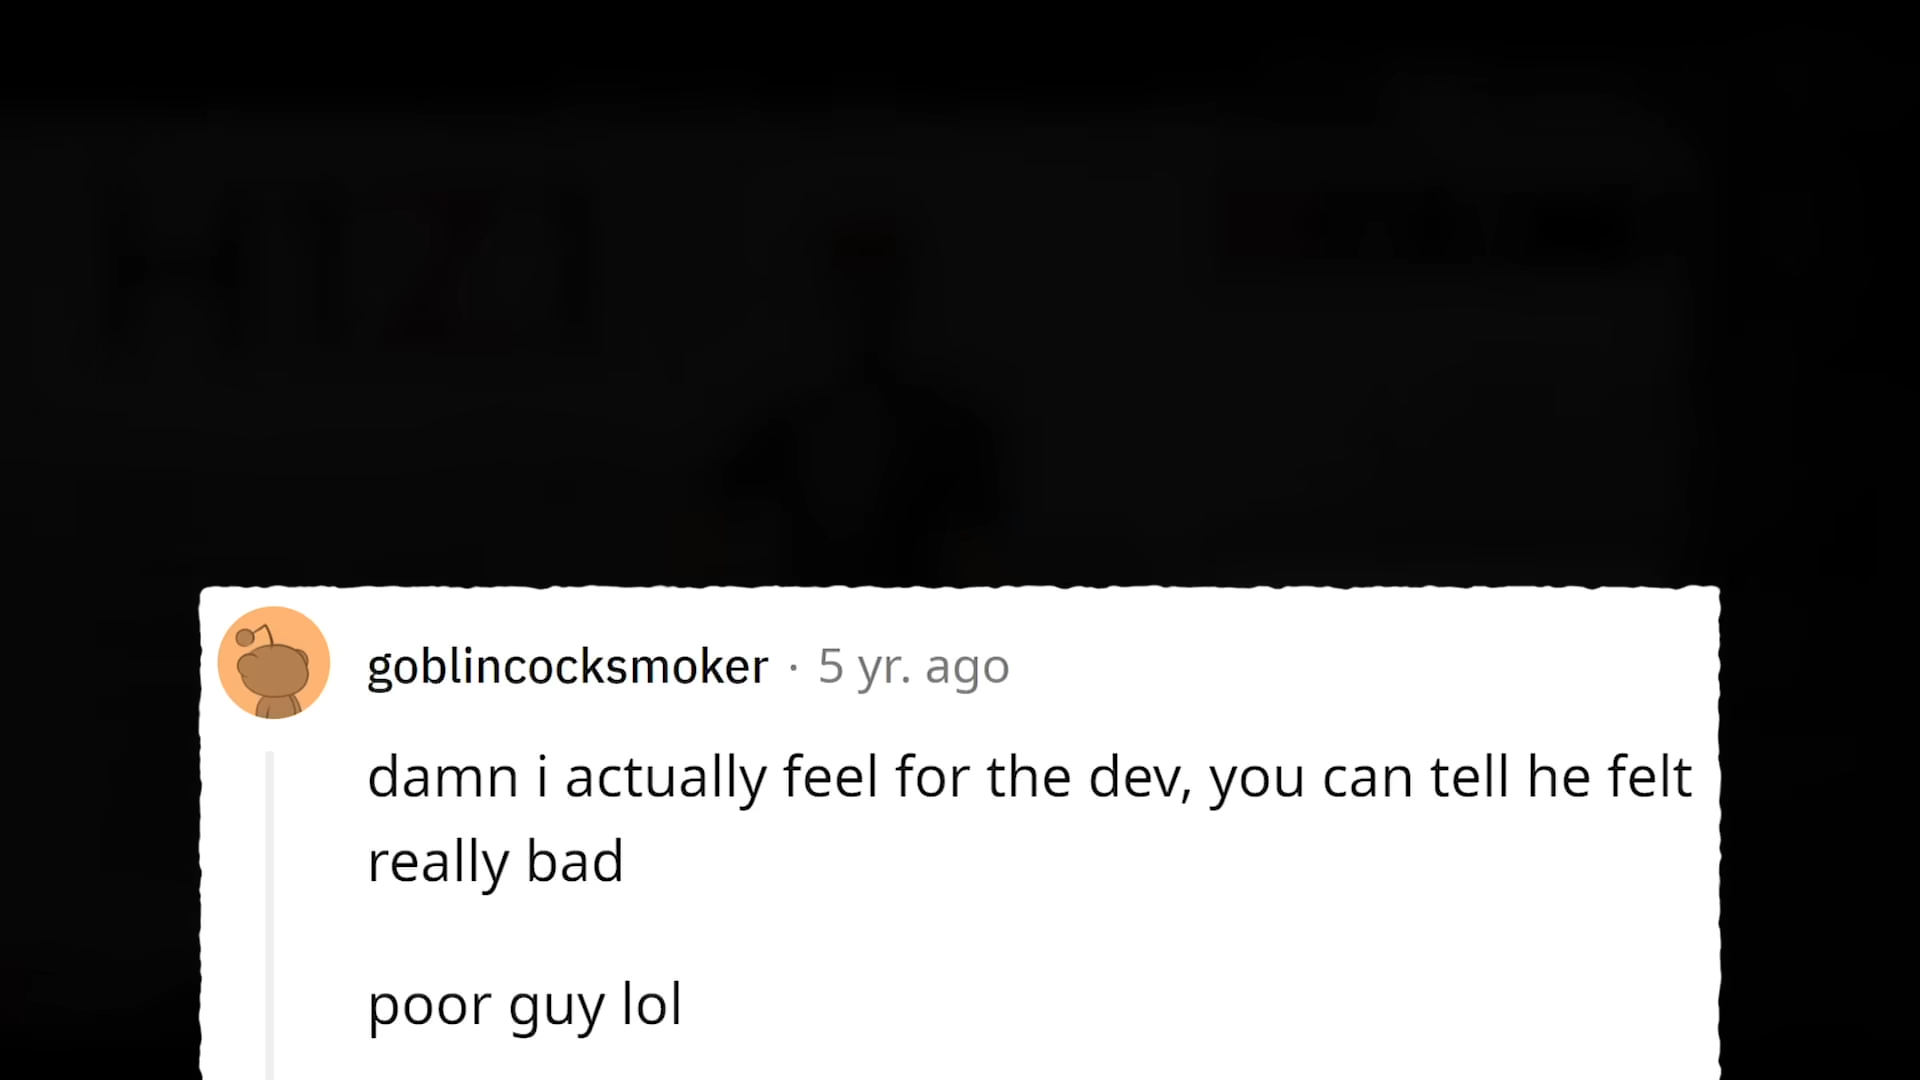 H1Z1
goblincocksmoker · 5 yr. ago
damn i actually feel for the dev, you can tell he felt
really bad
poor guy lol